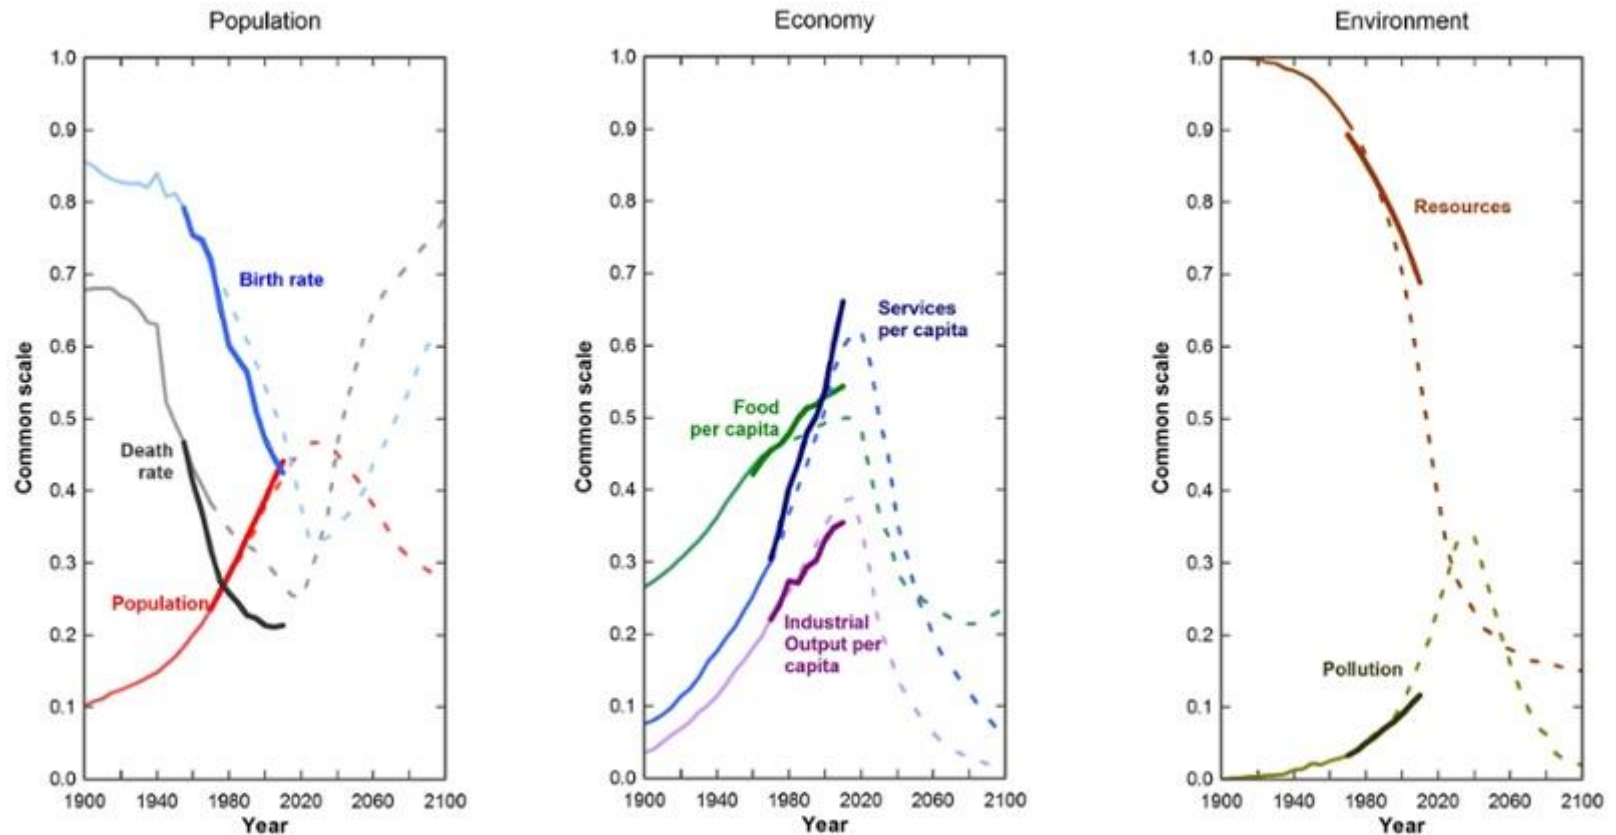 Population
1.0
0.9
0.8
0.7
0.6
0.5
0.4
0.3
0.2
0.1
0.0
Common scale
Birth rate
Death
rate
Population
1900 1940 1980 2020 2060 2100
Year
Economy
1.0
0.9
0.8
0.7
0.6
0.5
0.4
0.3
0.2
0.1
0.0
Common scale
Services
per capita
Food
per capita
Industrial
Output per
capita
1900 1940 1980 2020 2060 2100
Year
Environment
1.0
0.9
0.8
0.7
0.6
0.5
0.4
0.3
0.2
0.1
0.0
Common scale
Resources
Pollution
1900 1940 1980 2020 2060 2100
Year